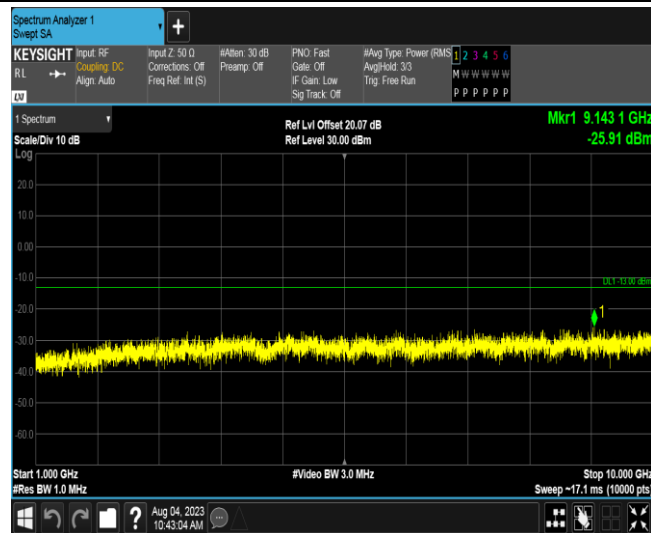 Spectrum Analyzer 1
Swept SA
+
KEYSIGHT
RL
LXI
Input: RF
Coupling: DC
Align: Auto
Input Z: 50 Ω
Corrections: Off
Freq Ref: Int (S)
#Atten: 30 dB
Preamp: Off
PNO: Fast
Gate: Off
IF Gain: Low
Sig Track: Off
#Avg Type: Power (RMS
Avg|Hold: 3/3
Trig: Free Run
1 2 3 4 5 6
M W W W W W
P P P P P P
1 Spectrum
Scale/Div 10 dB
Ref Lvl Offset 20.07 dB
Ref Level 30.00 dBm
Mkr1 9.143 1 GHz
-25.91 dBm
Log
20.0
10.0
0.00
-10.0
DL1 -13.00 dBm
-20.0
1
-30.0
-40.0
-50.0
-60.0
Start 1.000 GHz
#Res BW 1.0 MHz
#Video BW 3.0 MHz
Stop 10.000 GHz
Sweep ~17.1 ms (10000 pts)
?
Aug 04, 2023
10:43:04 AM